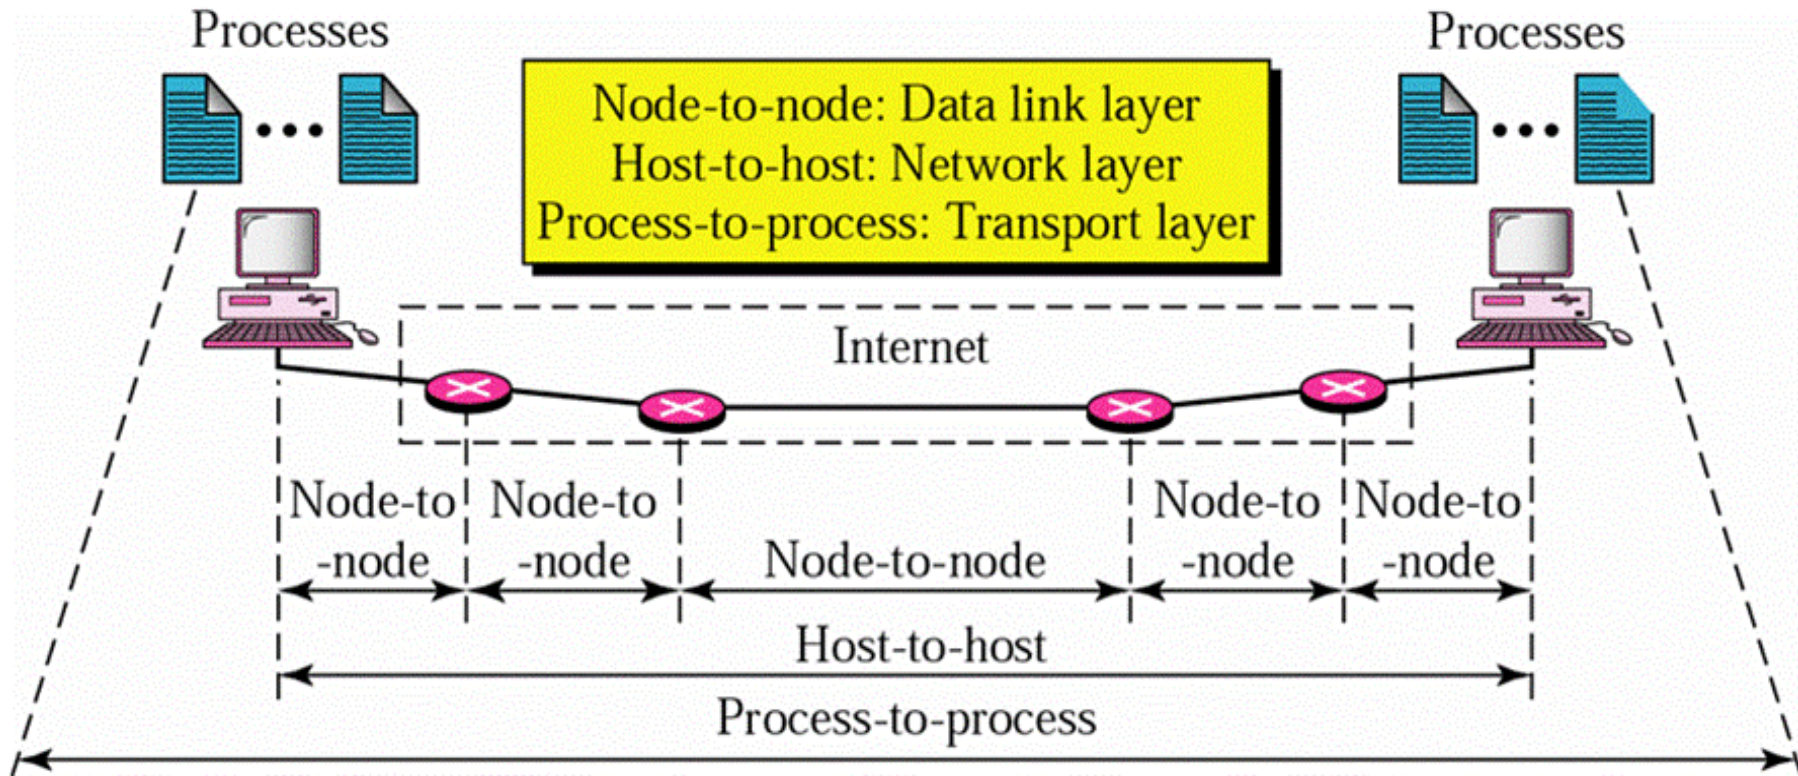 Processes
Processes
Node-to-node: Data link layer
Host-to-host: Network layer
Process-to-process: Transport layer
Internet
Node-to
-node
Node-to
-node
Node-to-node
Node-to
-node
Node-to
-node
Host-to-host
Process-to-process